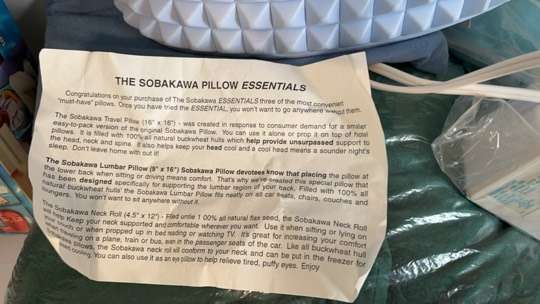 THE SOBAKAWA PILLOW ESSENTIALS
Congratulations on your purchase of The Sobakawa ESSENTIALS three of the most convenient
"must-have" pillows. Once you have tried the ESSENTIAL, you won't want to go anywhere without them.
The Sobakawa Travel Pillow (16" x 16") - was created in response to consumer demand for a smaller
easy-to-pack version of the original Sobakawa Pillow. You can use it alone or prop it on top of hotel
pillows. It is filled with 100% all natural buckwheat hulls which help provide unsurpassed support to
the head, neck and spine. It also helps keep your head cool and a cool head means a sounder night's
sleep. Don't leave home with out it!
The Sobakawa Lumbar Pillow (5" x 16") Sobakawa Pillow devotees know that placing the pillow at
the lower back when sitting or driving means comfort. That's why we've created this special pillow that
has been designed specifically for supporting the lumbar region of your back. Filled with 100% all
natural buckwheat hulls' the Sobakawa Lumbar Pillow fits neatly on all car seats, chairs, couches and
loungers. You won't want to sit anywhere without it.
The Sobakawa Neck Roll (4.5" x 12") - Filled 1 00% all natural flax seed, the Sobakawa Neck Roll
will help Keep your neck supported and comfortable wherever you want. Use it when sitting or lying on
the couch or when propped up in bed reading or watching TV. It's great for increasing your comfort
when traveling on a plane, train or bus, in the passenger seats of the car. Like all buckwheat hull
pillows, the Sobakawa neck roll will conform to your neck and can be put in the freezer for
cooling. You can also use it as an eye pillow to help relieve tired, puffy eyes. Enjoy